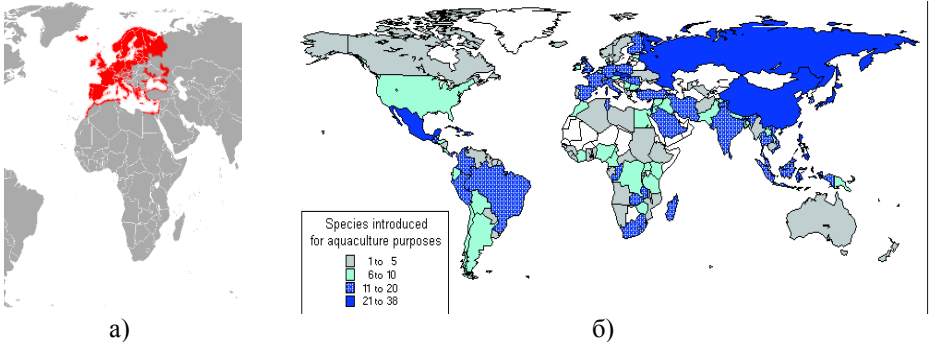 Species introduced
for aquaculture purposes
1 to 5
6 to 10
11 to 20
21 to 38
а)
б)